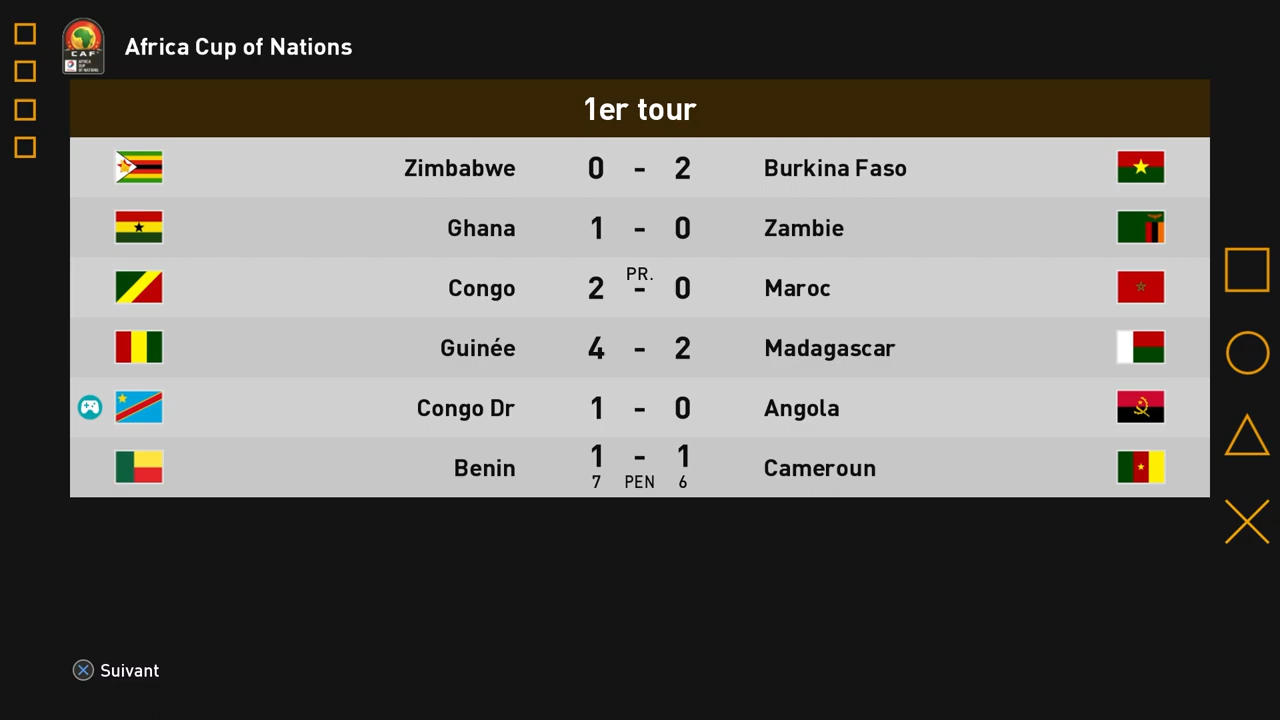 CAF
Africa Cup of Nations
1er tour
Zimbabwe 0 - 2 Burkina Faso
Ghana 1 - 0 Zambie
PR.
Congo 2 - 0 Maroc
Guinée 4 - 2 Madagascar
Congo Dr 1 - 0 Angola
Benin 1 - 1 Cameroun
7 PEN 6
Suivant